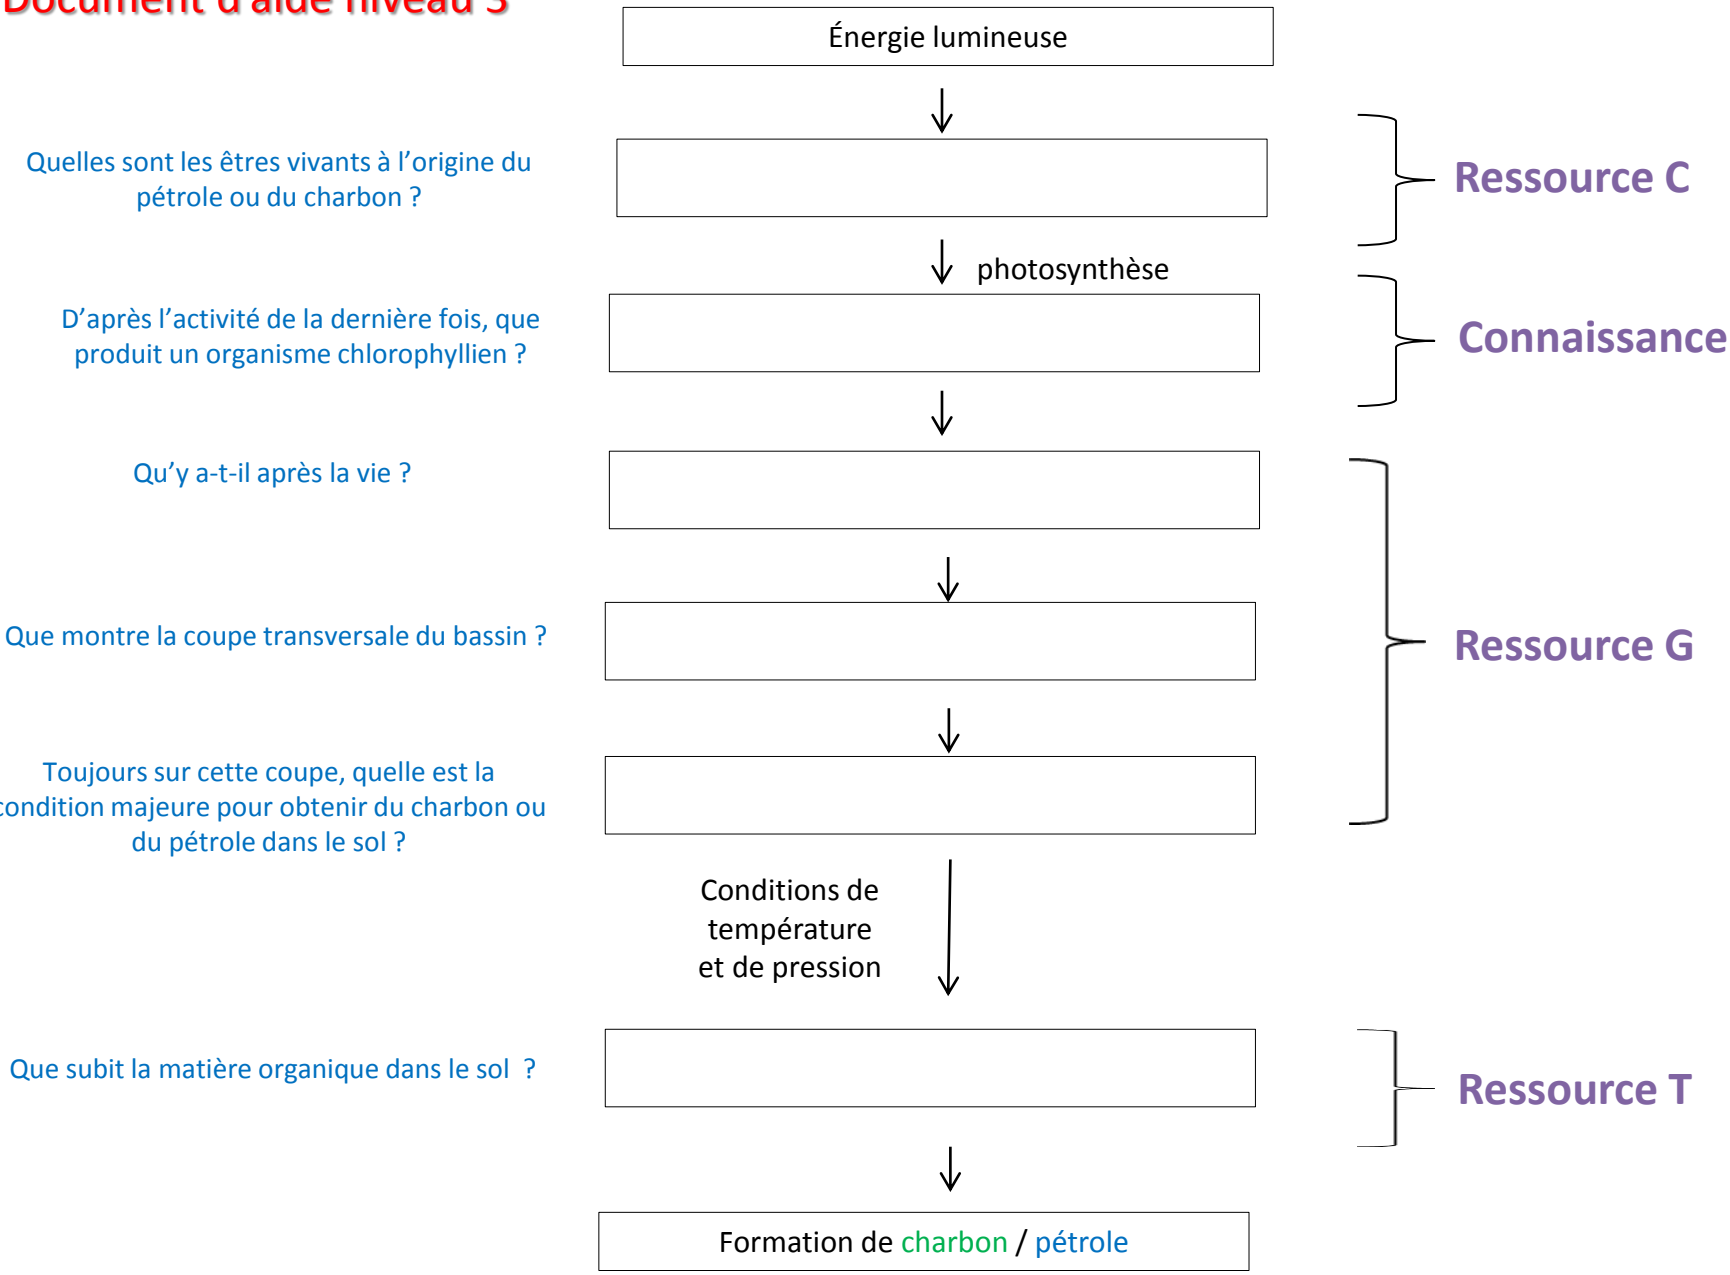 Document d'aide niveau 3
Énergie lumineuse
Quelles sont les êtres vivants à l’origine du
pétrole ou du charbon ?
Ressource C
photosynthèse
D’après l’activité de la dernière fois, que
produit un organisme chlorophyllien ?
Connaissance
Qu’y a-t-il après la vie ?
Que montre la coupe transversale du bassin ?
Ressource G
Toujours sur cette coupe, quelle est la
condition majeure pour obtenir du charbon ou
du pétrole dans le sol ?
Conditions de
température
et de pression
Que subit la matière organique dans le sol ?
Ressource T
Formation de charbon / pétrole